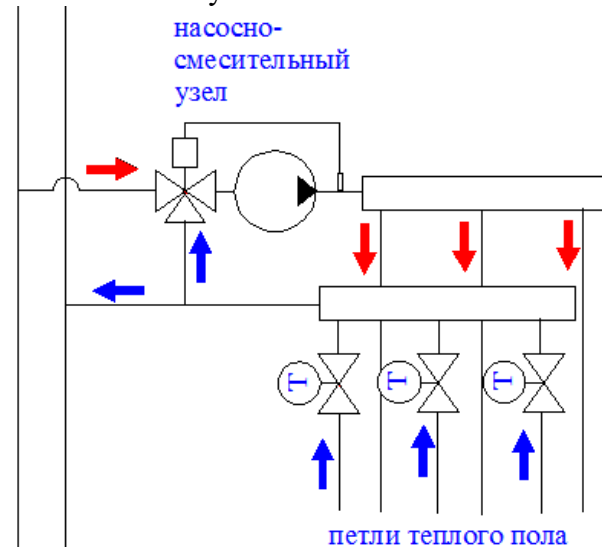 насосно-
смесительный
узел
Т
Т
Т
петли теплого пола